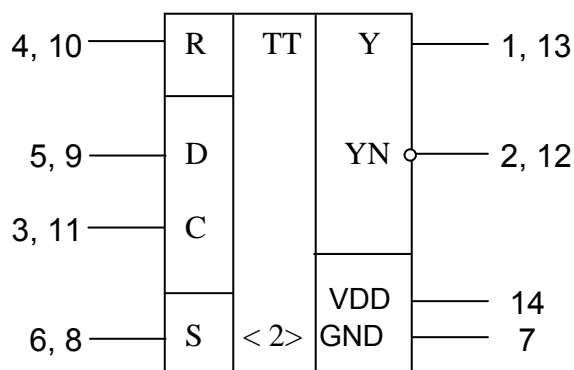 4, 10 R TT Y 1, 13
5, 9 D YN 2, 12
3, 11 C
VDD 14
6, 8 S < 2> GND 7